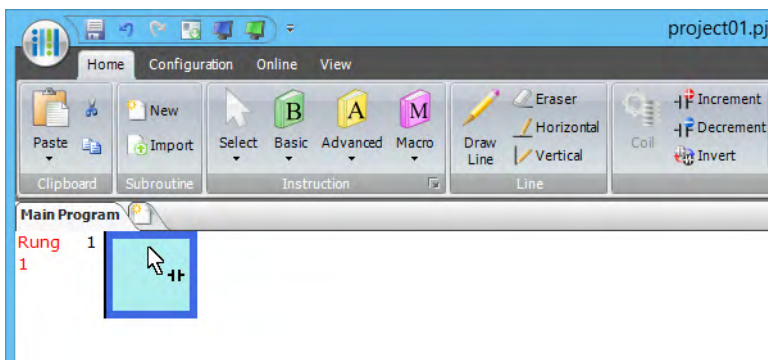 project01.pj
Home Configuration Online View
Paste
New
Import
Select Basic Advanced Macro
B A M
Draw Line
Eraser
Horizontal
Vertical
Coil
Increment
Decrement
Invert
Clipboard Subroutine Instruction Line
Main Program
Rung 1
1